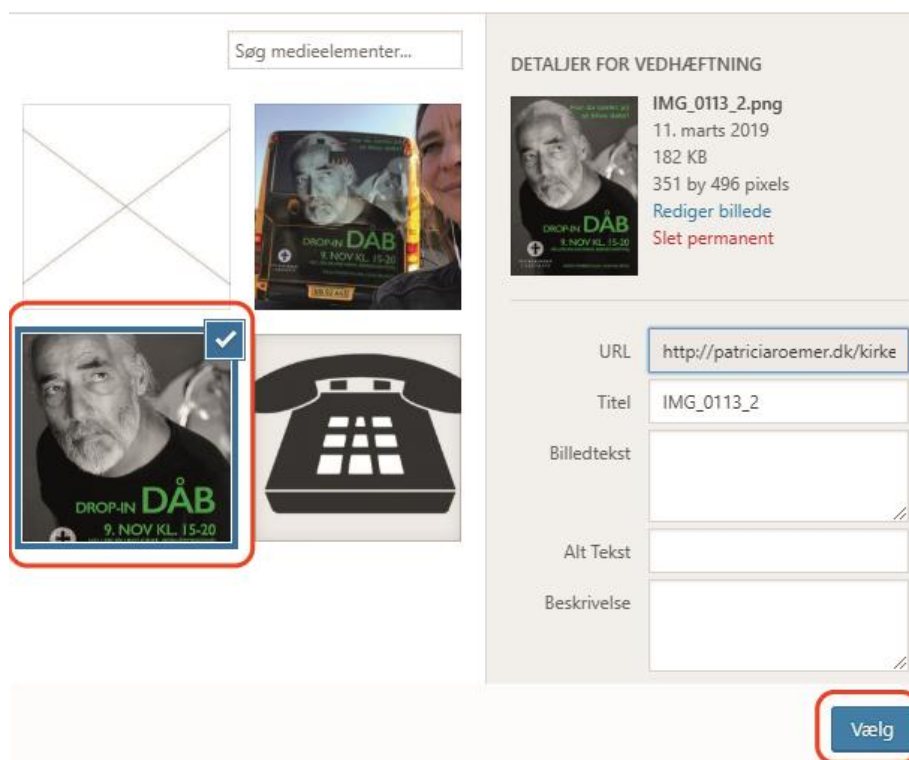 Søg medieelementer...
DROP-IN DÅB
9. NOV KL. 15-20
DROP-IN DÅB
9. NOV KL. 15-20
DETALJER FOR VEDHÆFTNING
DÅB
9. NOV KL. 15-20
IMG_0113_2.png
11. marts 2019
182 KB
351 by 496 pixels
Rediger billede
Slet permanent
URL
http://patriciaroemer.dk/kirke
Titel
IMG_0113_2
Billedtekst
Alt Tekst
Beskrivelse
Vælg